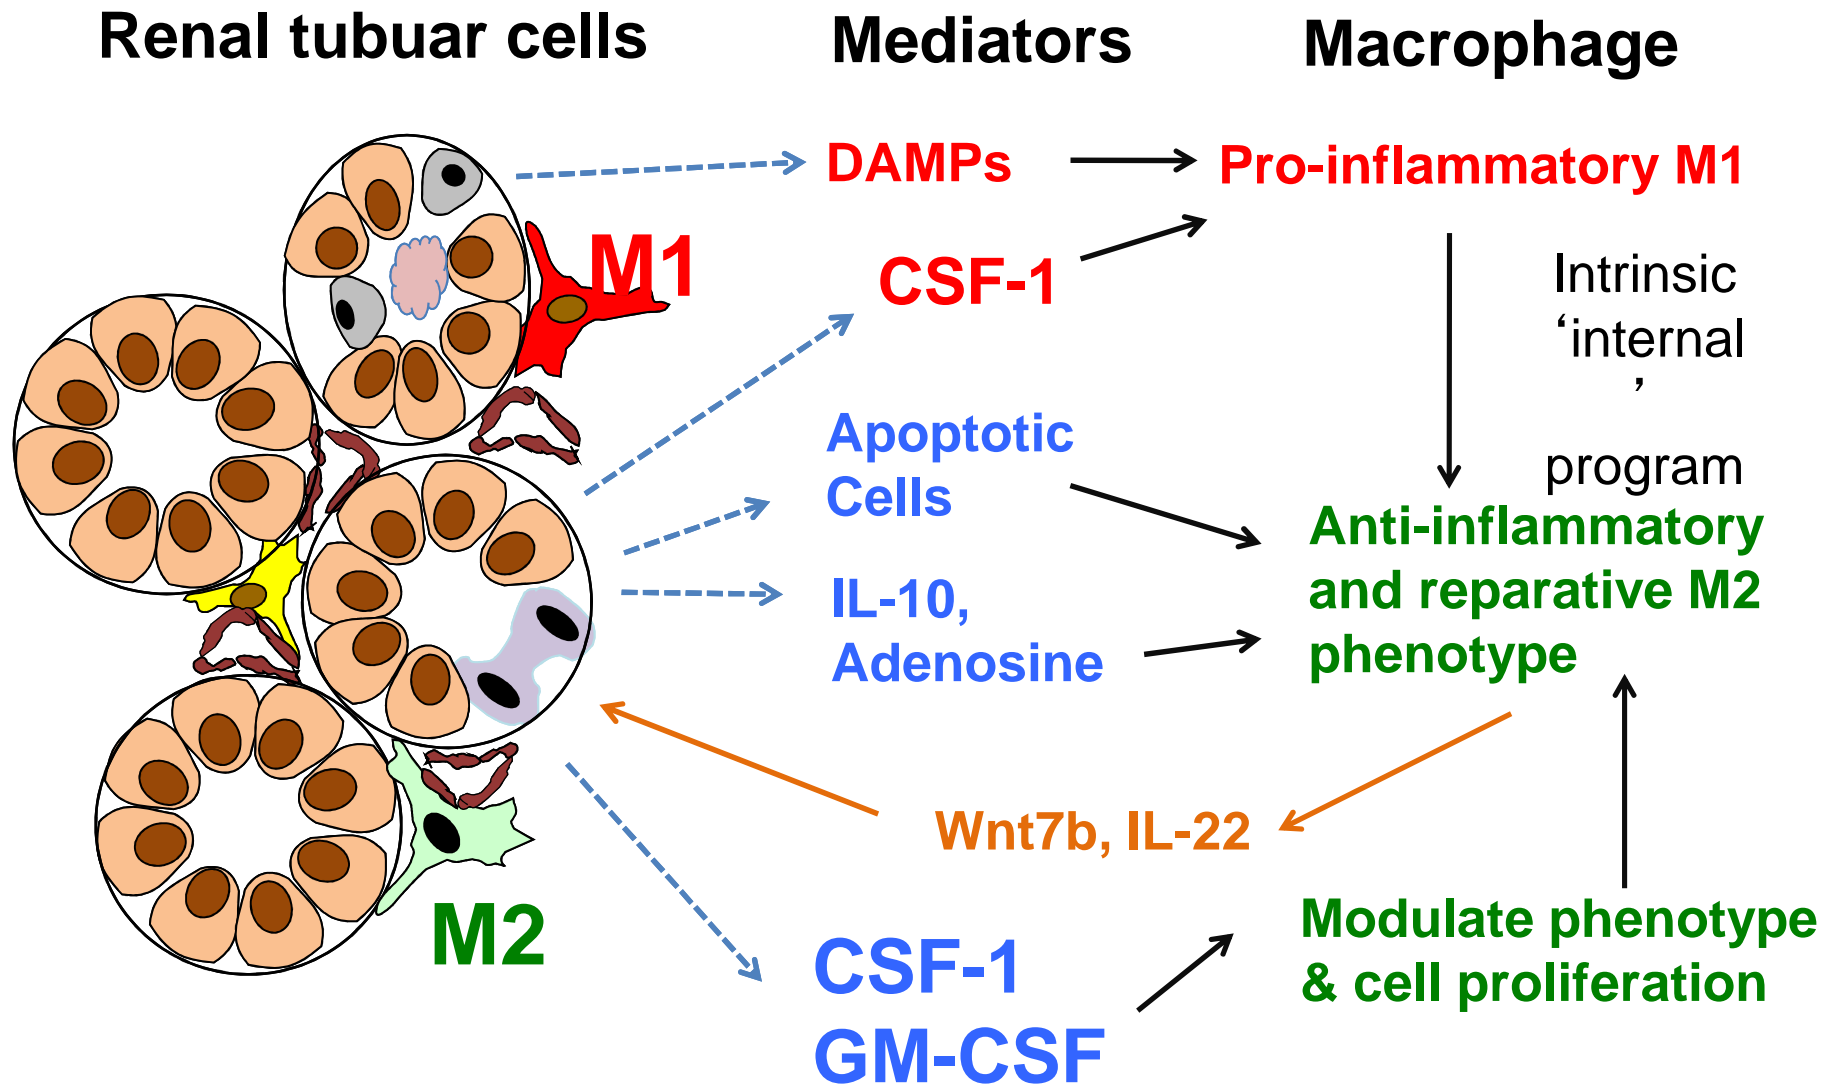 Renal tubuar cells
Mediators
Macrophage
DAMPs
Pro-inflammatory M1
M1
CSF-1
Intrinsic
‘internal
’
program
Apoptotic
Cells
Anti-inflammatory
and reparative M2
phenotype
IL-10,
Adenosine
Wnt7b, IL-22
M2
Modulate phenotype
& cell proliferation
CSF-1
GM-CSF